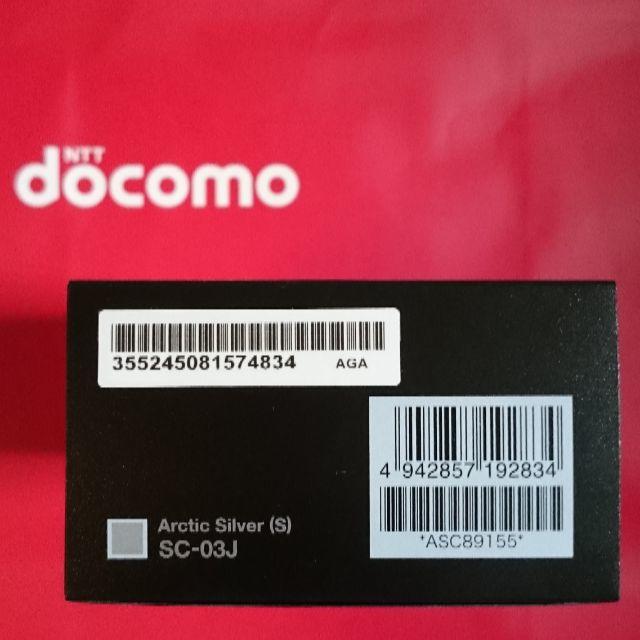 NTT
docomo
355245081574834 AGA
4 942857 192834
*ASC89155*
Arctic Silver (S)
SC-03J